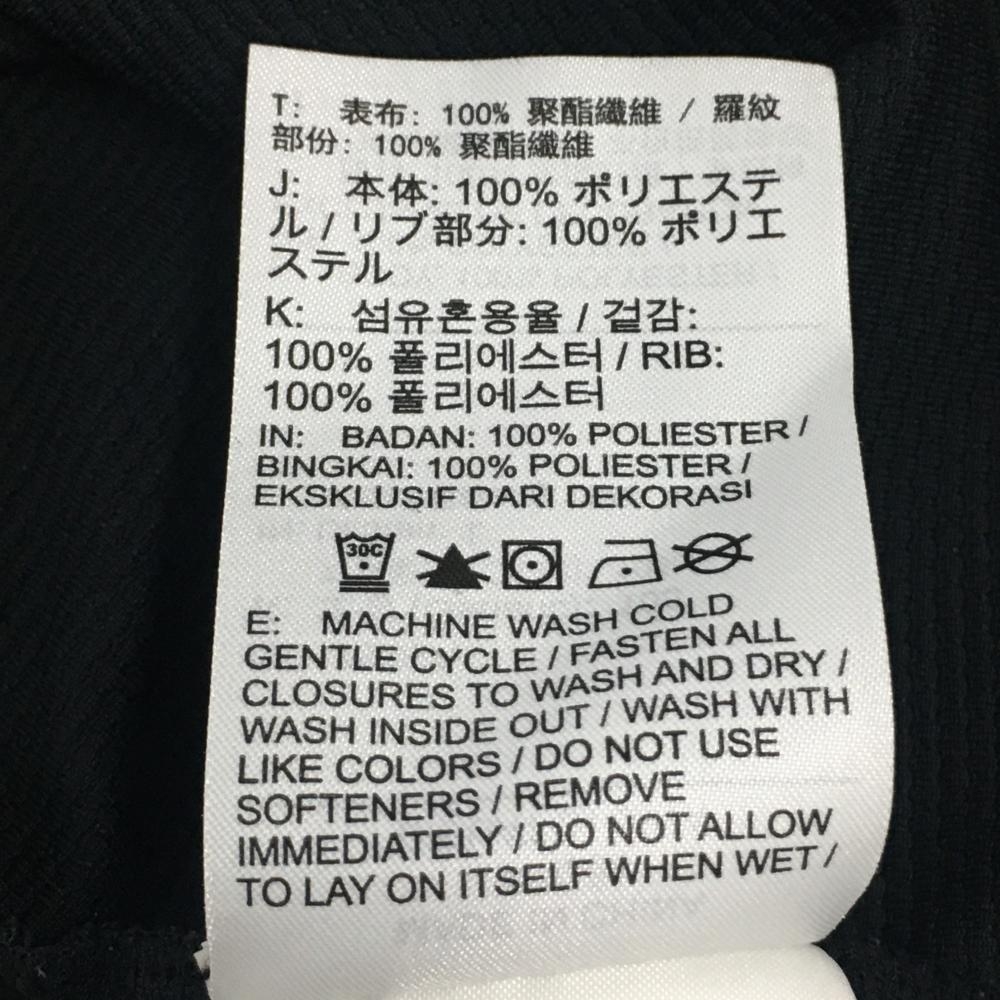 T: 表布: 100% 聚酯纖維 / 羅紋
部份: 100% 聚酯纖維
J: 本体: 100% ポリエステ
ル / リブ部分: 100% ポリエ
ステル
K: 섬유혼용율 / 겉감:
100% 폴리에스터 / RIB:
100% 폴리에스터
IN: BADAN: 100% POLIESTER /
BINGKAI: 100% POLIESTER /
EKSKLUSIF DARI DEKORASI
30C
E: MACHINE WASH COLD
GENTLE CYCLE / FASTEN ALL
CLOSURES TO WASH AND DRY /
WASH INSIDE OUT / WASH WITH
LIKE COLORS / DO NOT USE
SOFTENERS / REMOVE
IMMEDIATELY / DO NOT ALLOW
TO LAY ON ITSELF WHEN WET /